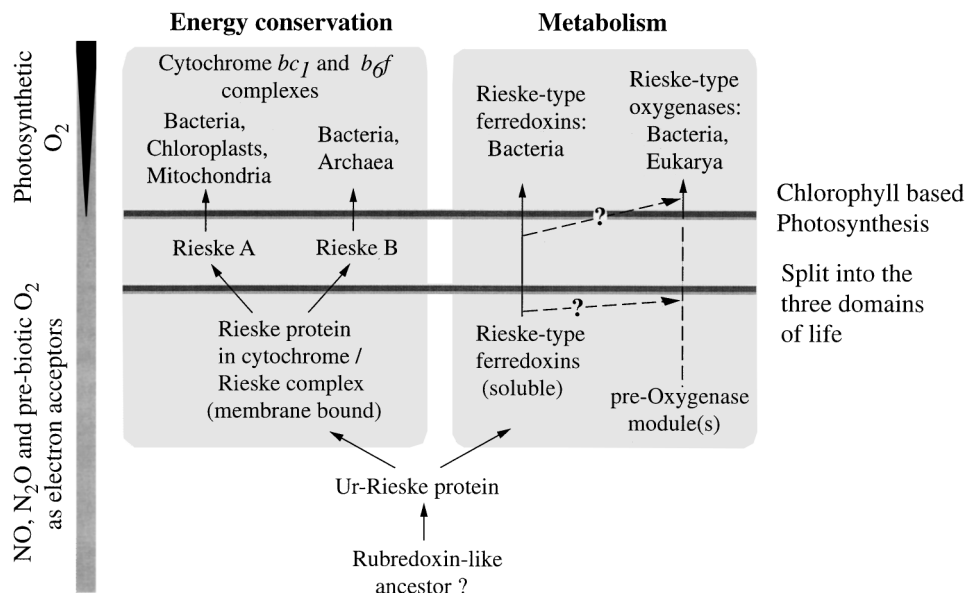 Energy conservation
Metabolism
Photosynthetic
O2
NO, N2O and pre-biotic O2
as electron acceptors
Cytochrome bc1 and b6f
complexes
Bacteria,
Chloroplasts,
Mitochondria
Bacteria,
Archaea
Rieske A
Rieske B
Rieske protein
in cytochrome /
Rieske complex
(membrane bound)
Rieske-type
ferredoxins:
Bacteria
Rieske-type
oxygenases:
Bacteria,
Eukarya
?
?
Rieske-type
ferredoxins
(soluble)
pre-Oxygenase
module(s)
Chlorophyll based
Photosynthesis
Split into the
three domains
of life
Ur-Rieske protein
Rubredoxin-like
ancestor ?